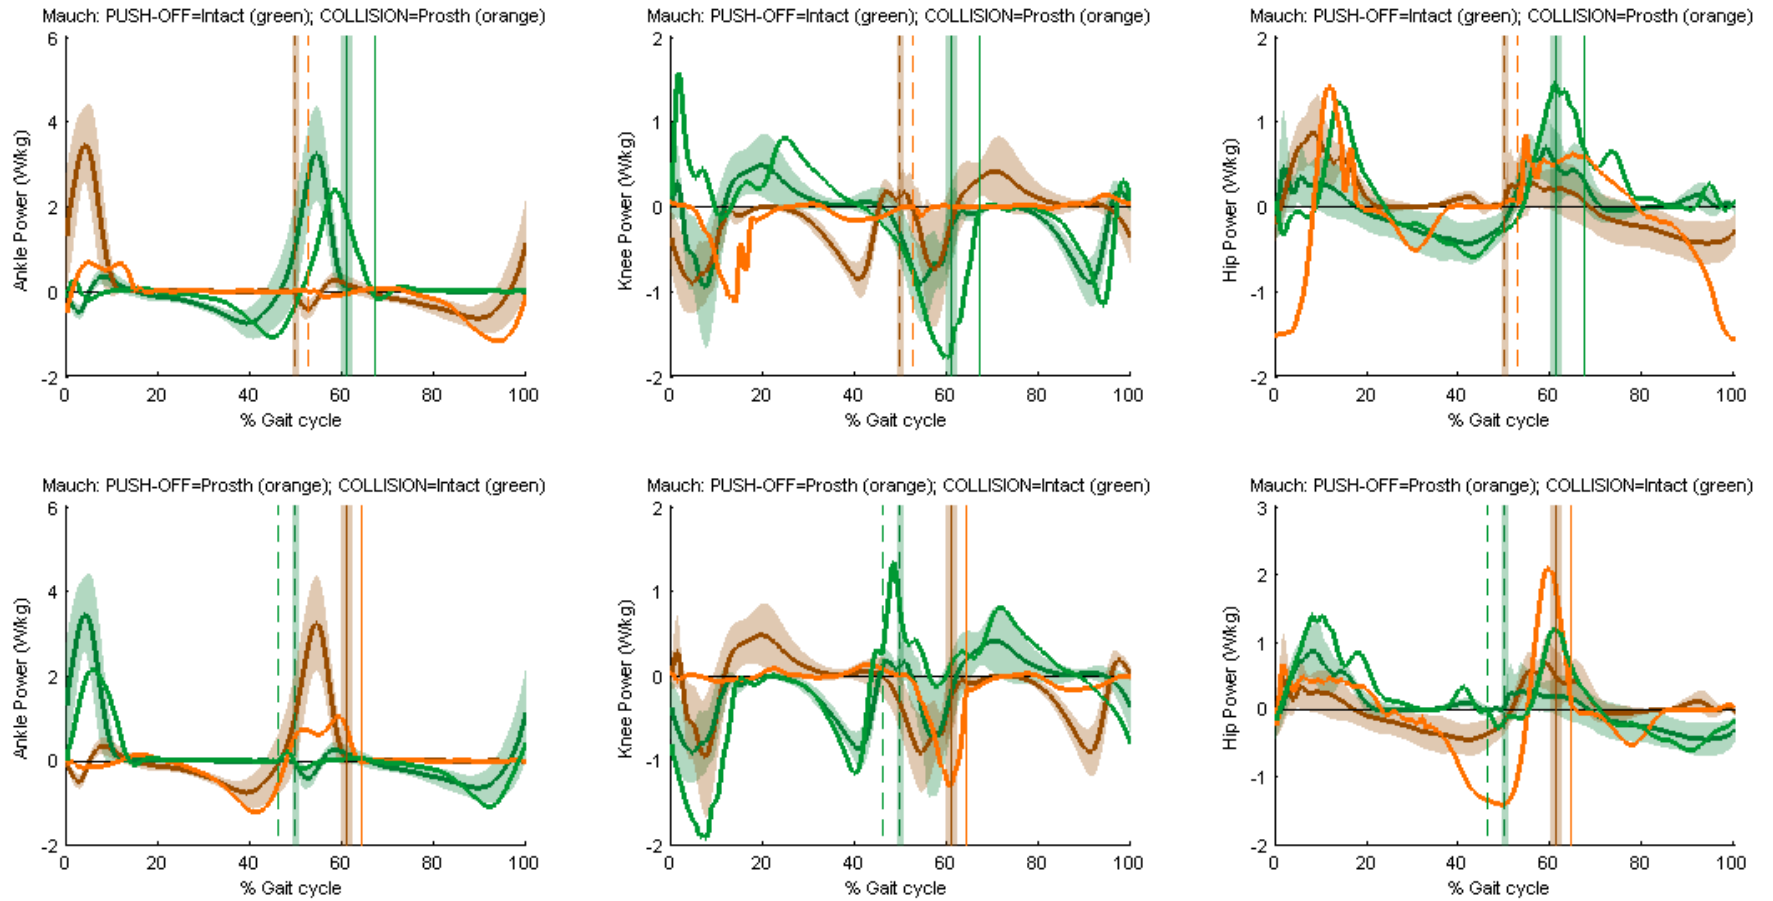 Mauch: PUSH-OFF=Intact (green); COLLISION=Prosth (orange)
6
4
2
0
-2
Ankle Power (W/kg)
0 20 40 60 80 100
% Gait cycle
Mauch: PUSH-OFF=Intact (green); COLLISION=Prosth (orange)
2
1
0
-1
-2
Knee Power (W/kg)
0 20 40 60 80 100
% Gait cycle
Mauch: PUSH-OFF=Intact (green); COLLISION=Prosth (orange)
2
1
0
-1
-2
Hip Power (W/kg)
0 20 40 60 80 100
% Gait cycle
Mauch: PUSH-OFF=Prosth (orange); COLLISION=Intact (green)
6
4
2
0
-2
Ankle Power (W/kg)
0 20 40 60 80 100
% Gait cycle
Mauch: PUSH-OFF=Prosth (orange); COLLISION=Intact (green)
2
1
0
-1
-2
Knee Power (W/kg)
0 20 40 60 80 100
% Gait cycle
Mauch: PUSH-OFF=Prosth (orange); COLLISION=Intact (green)
3
2
1
0
-1
-2
Hip Power (W/kg)
0 20 40 60 80 100
% Gait cycle